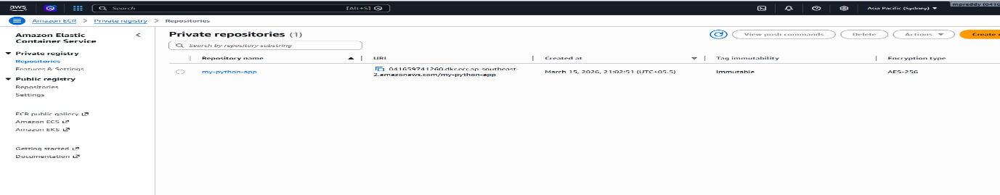 aws
Search
[Alt+S]
Asia Pacific (Sydney)
mpreddy (0416
Amazon ECR > Private registry > Repositories
Amazon Elastic
Container Service
Private registry
Repositories
Features & Settings
Public registry
Repositories
Settings
ECR public gallery
Amazon ECS
Amazon EKS
Getting started
Documentation
Private repositories (1)
View push commands
Delete
Actions
Create
Search by repository substring
Repository name
URI
Created at
Tag immutability
Encryption type
my-python-app
041659741260.dkr.ecr.ap-southeast-
2.amazonaws.com/my-python-app
March 15, 2026, 21:02:51 (UTC+05.5)
Immutable
AES-256